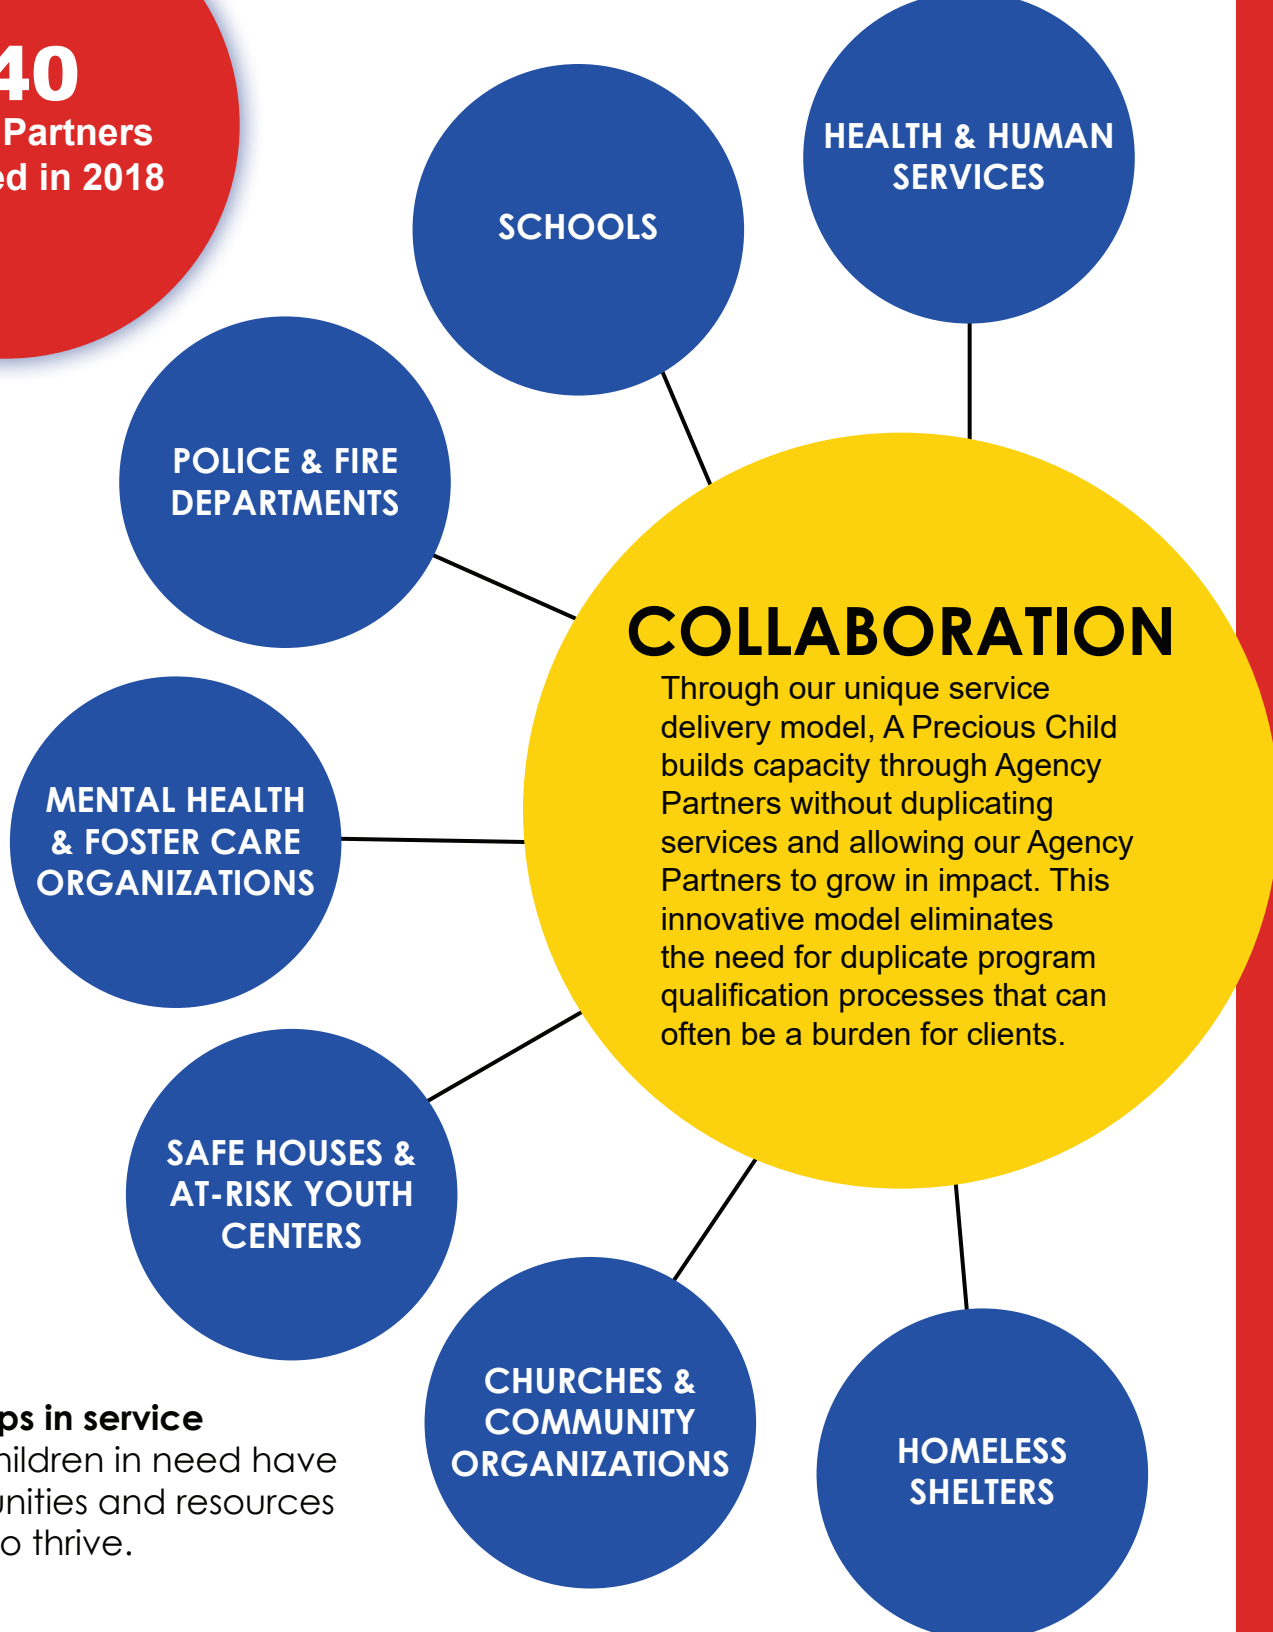 40
Partners
ed in 2018
HEALTH & HUMAN
SERVICES
SCHOOLS
POLICE & FIRE
DEPARTMENTS
COLLABORATION
Through our unique service
delivery model, A Precious Child
builds capacity through Agency
Partners without duplicating
services and allowing our Agency
Partners to grow in impact. This
innovative model eliminates
the need for duplicate program
qualification processes that can
often be a burden for clients.
MENTAL HEALTH
& FOSTER CARE
ORGANIZATIONS
SAFE HOUSES &
AT-RISK YOUTH
CENTERS
CHURCHES &
COMMUNITY
ORGANIZATIONS
HOMELESS
SHELTERS
ps in service
hildren in need have
unities and resources
o thrive.